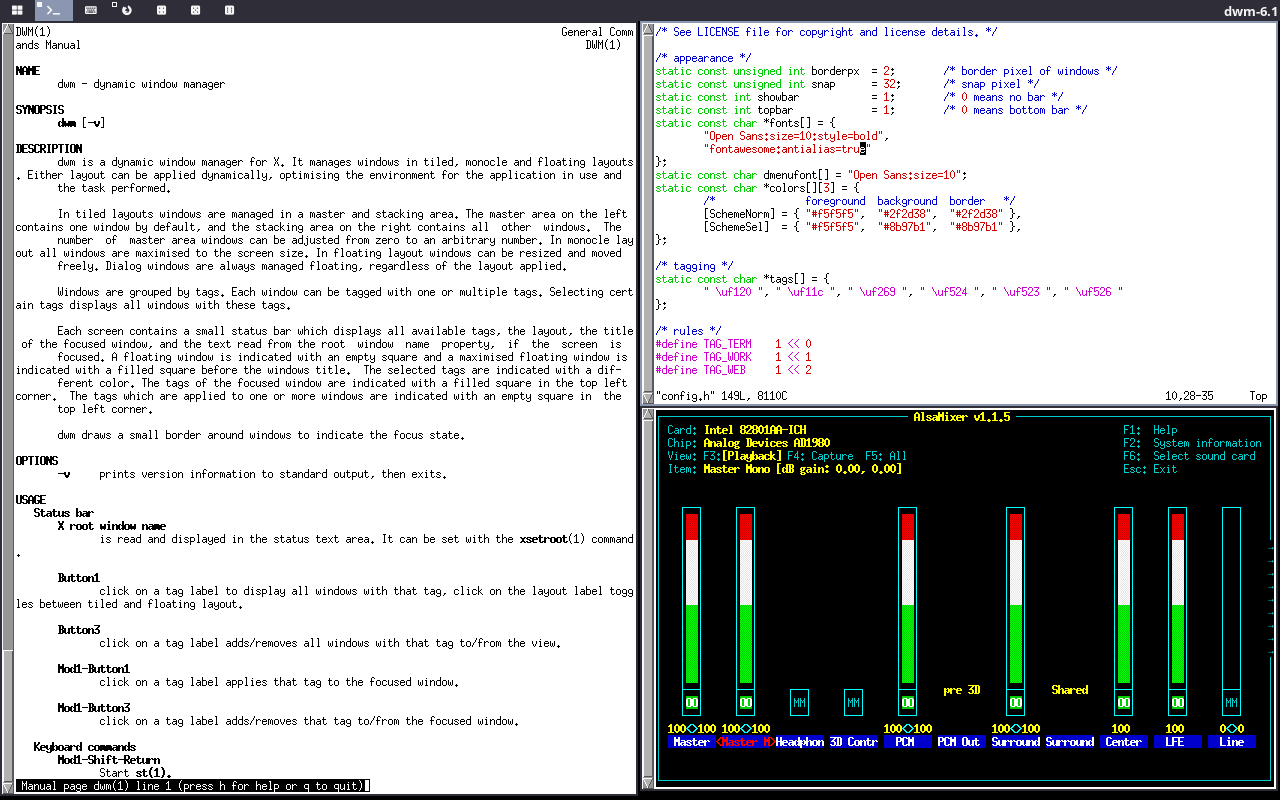 dwm-6.1
DWM(1) General Comm
ands Manual DWM(1)
NAME
dwm - dynamic window manager
SYNOPSIS
dwm [-v]
DESCRIPTION
dwm is a dynamic window manager for X. It manages windows in tiled, monocle and floating layouts
. Either layout can be applied dynamically, optimising the environment for the application in use and
the task performed.
In tiled layouts windows are managed in a master and stacking area. The master area on the left
contains one window by default, and the stacking area on the right contains all other windows. The
number of master area windows can be adjusted from zero to an arbitrary number. In monocle lay
out all windows are maximised to the screen size. In floating layout windows can be resized and moved
freely. Dialog windows are always managed floating, regardless of the layout applied.
Windows are grouped by tags. Each window can be tagged with one or multiple tags. Selecting cert
ain tags displays all windows with these tags.
Each screen contains a small status bar which displays all available tags, the layout, the title
of the focused window, and the text read from the root window name property, if the screen is
focused. A floating window is indicated with an empty square and a maximised floating window is
indicated with a filled square before the windows title. The selected tags are indicated with a dif-
ferent color. The tags of the focused window are indicated with a filled square in the top left
corner. The tags which are applied to one or more windows are indicated with an empty square in the
top left corner.
dwm draws a small border around windows to indicate the focus state.
OPTIONS
-v prints version information to standard output, then exits.
USAGE
Status bar
X root window name
is read and displayed in the status text area. It can be set with the xsetroot(1) command
.
Button1
click on a tag label to display all windows with that tag, click on the layout label togg
les between tiled and floating layout.
Button3
click on a tag label adds/removes all windows with that tag to/from the view.
Mod1-Button1
click on a tag label applies that tag to the focused window.
Mod1-Button3
click on a tag label adds/removes that tag to/from the focused window.
Keyboard commands
Mod1-Shift-Return
Start st(1).
Manual page dwm(1) line 1 (press h for help or q to quit)
/* See LICENSE file for copyright and license details. */
/* appearance */
static const unsigned int borderpx = 2; /* border pixel of windows */
static const unsigned int snap = 32; /* snap pixel */
static const int showbar = 1; /* 0 means no bar */
static const int topbar = 1; /* 0 means bottom bar */
static const char *fonts[] = {
"Open Sans:size=10:style=bold",
"fontawesome:antialias=true"
};
static const char dmenufont[] = "Open Sans:size=10";
static const char *colors[][3] = {
/* foreground background border */
[SchemeNorm] = { "#f5f5f5", "#2f2d38", "#2f2d38" },
[SchemeSel] = { "#f5f5f5", "#8b97b1", "#8b97b1" },
};
/* tagging */
static const char *tags[] = {
" \uf120 ", " \uf11c ", " \uf269 ", " \uf524 ", " \uf523 ", " \uf526 "
};
/* rules */
#define TAG_TERM 1 << 0
#define TAG_WORK 1 << 1
#define TAG_WEB 1 << 2
"config.h" 149L, 8110C 10,28-35 Top
AlsaMixer v1.1.5
Card: Intel 82801AA-ICH F1: Help
Chip: Analog Devices AD1980 F2: System information
View: F3:[Playback] F4: Capture F5: All F6: Select sound card
Item: Master Mono [dB gain: 0.00, 0.00] Esc: Exit
pre 3D Shared
OO OO MM MM OO OO OO OO MM
100◇100 100◇100 100◇100 100◇100 100 100 0◇0
Master <Master M>Headphon 3D Contr PCM PCM Out Surround Surround Center LFE Line